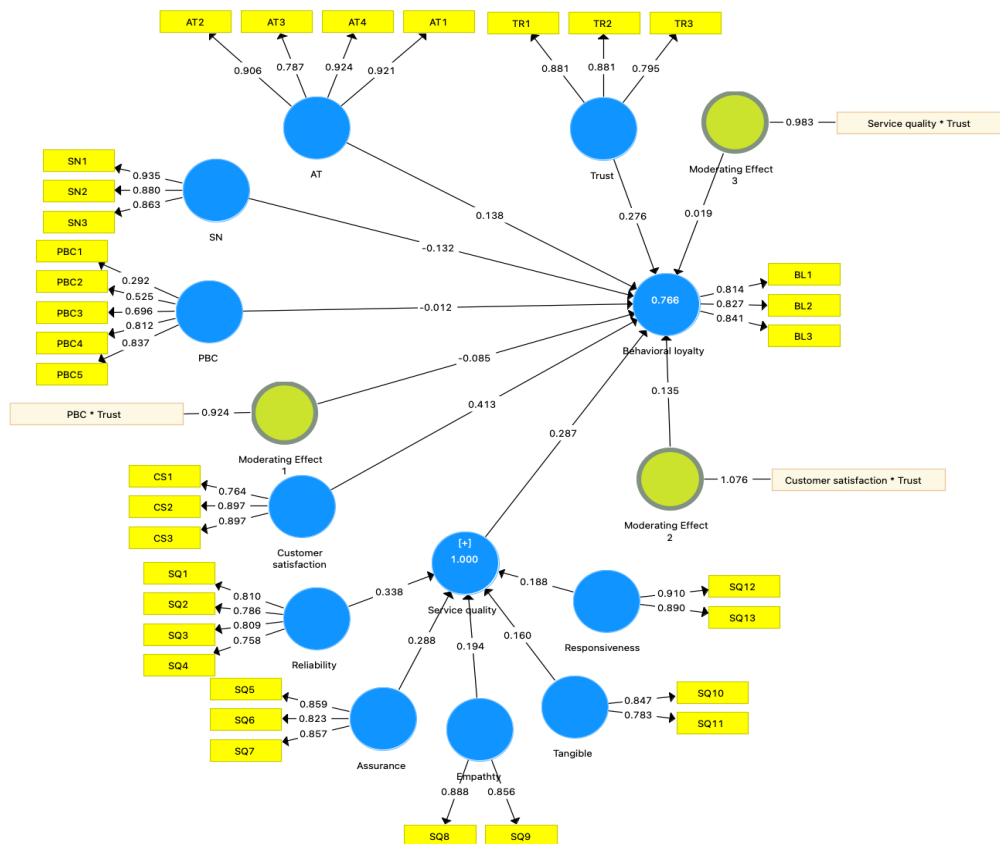 AT2 AT3 AT4 AT1 TR1 TR2 TR3
0.906 0.787 0.924 0.921 0.881 0.881 0.795
0.983 Service quality * Trust
Moderating Effect
3
AT Trust
SN1
SN2
SN3
0.935
0.880
0.863
SN
0.138
0.276
0.019
-0.132
PBC1
PBC2
PBC3
PBC4
PBC5
0.292
0.525
0.696
0.812
0.837
PBC
-0.012
0.766
Behavioral loyalty
0.814
0.827
0.841
BL1
BL2
BL3
-0.085
PBC * Trust 0.924
Moderating Effect
1
0.413
0.135
0.287
CS1
CS2
CS3
0.764
0.897
0.897
Customer
satisfaction
1.076 Customer satisfaction * Trust
Moderating Effect
2
[+]
1.000
Service quality
SQ1
SQ2
SQ3
SQ4
0.810
0.786
0.809
0.758
Reliability
0.338
0.188
0.288
0.194
0.160
Responsiveness
0.910
0.890
SQ12
SQ13
SQ5
SQ6
SQ7
0.859
0.823
0.857
Assurance
Empathty
0.888 0.856
SQ8 SQ9
Tangible
0.847
0.783
SQ10
SQ11